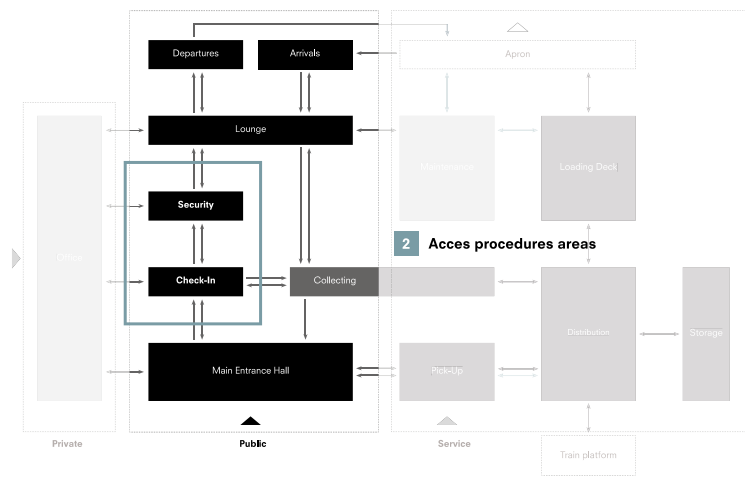 Departures
Arrivals
Apron
Lounge
Maintenance
Loading Deck
Security
Office
2 Acces procedures areas
Check-In
Collecting
Distribution
Storage
Main Entrance Hall
Pick-Up
Private
Public
Service
Train platform